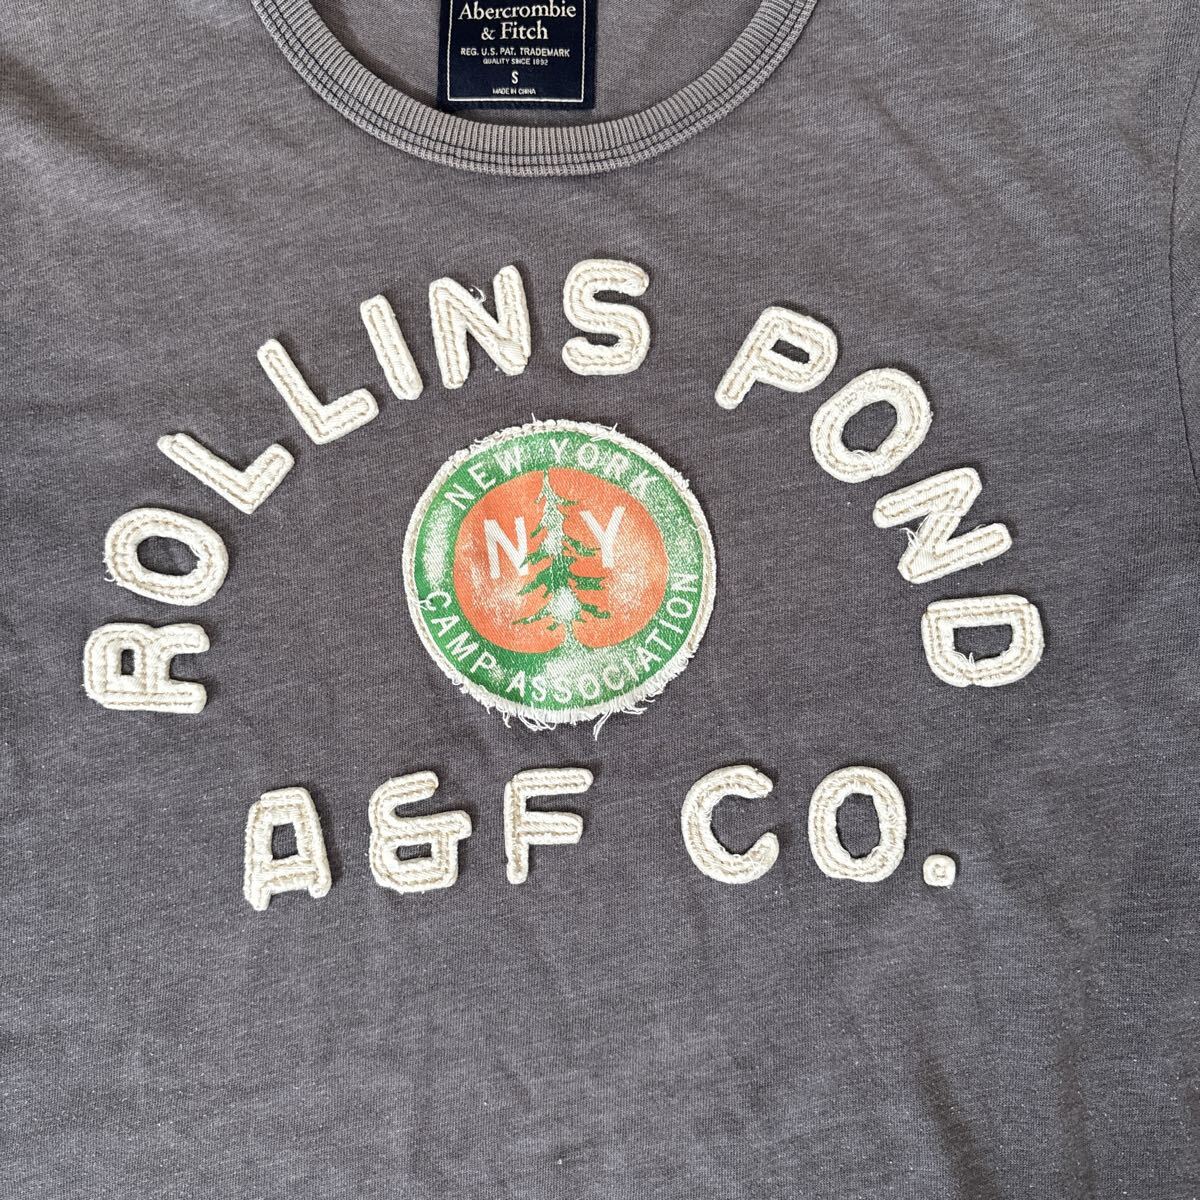 Abercrombie
& Fitch
REG. U.S. PAT. TRADEMARK
QUALITY SINCE 1892
S
MADE IN CHINA
ROLLINS POND
NEW YORK
NY
CAMP ASSOCIATION
A&F CO.